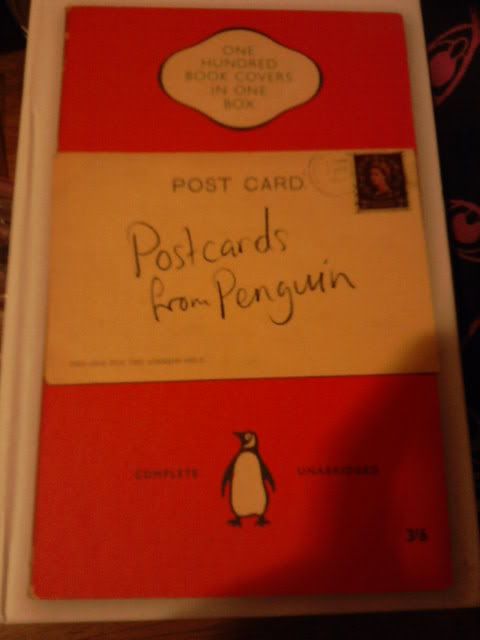 ONE
HUNDRED
BOOK COVERS
IN ONE
BOX
POST CARD
Postcards
from Penguin
COMPLETE
UNABRIDGED
3/6